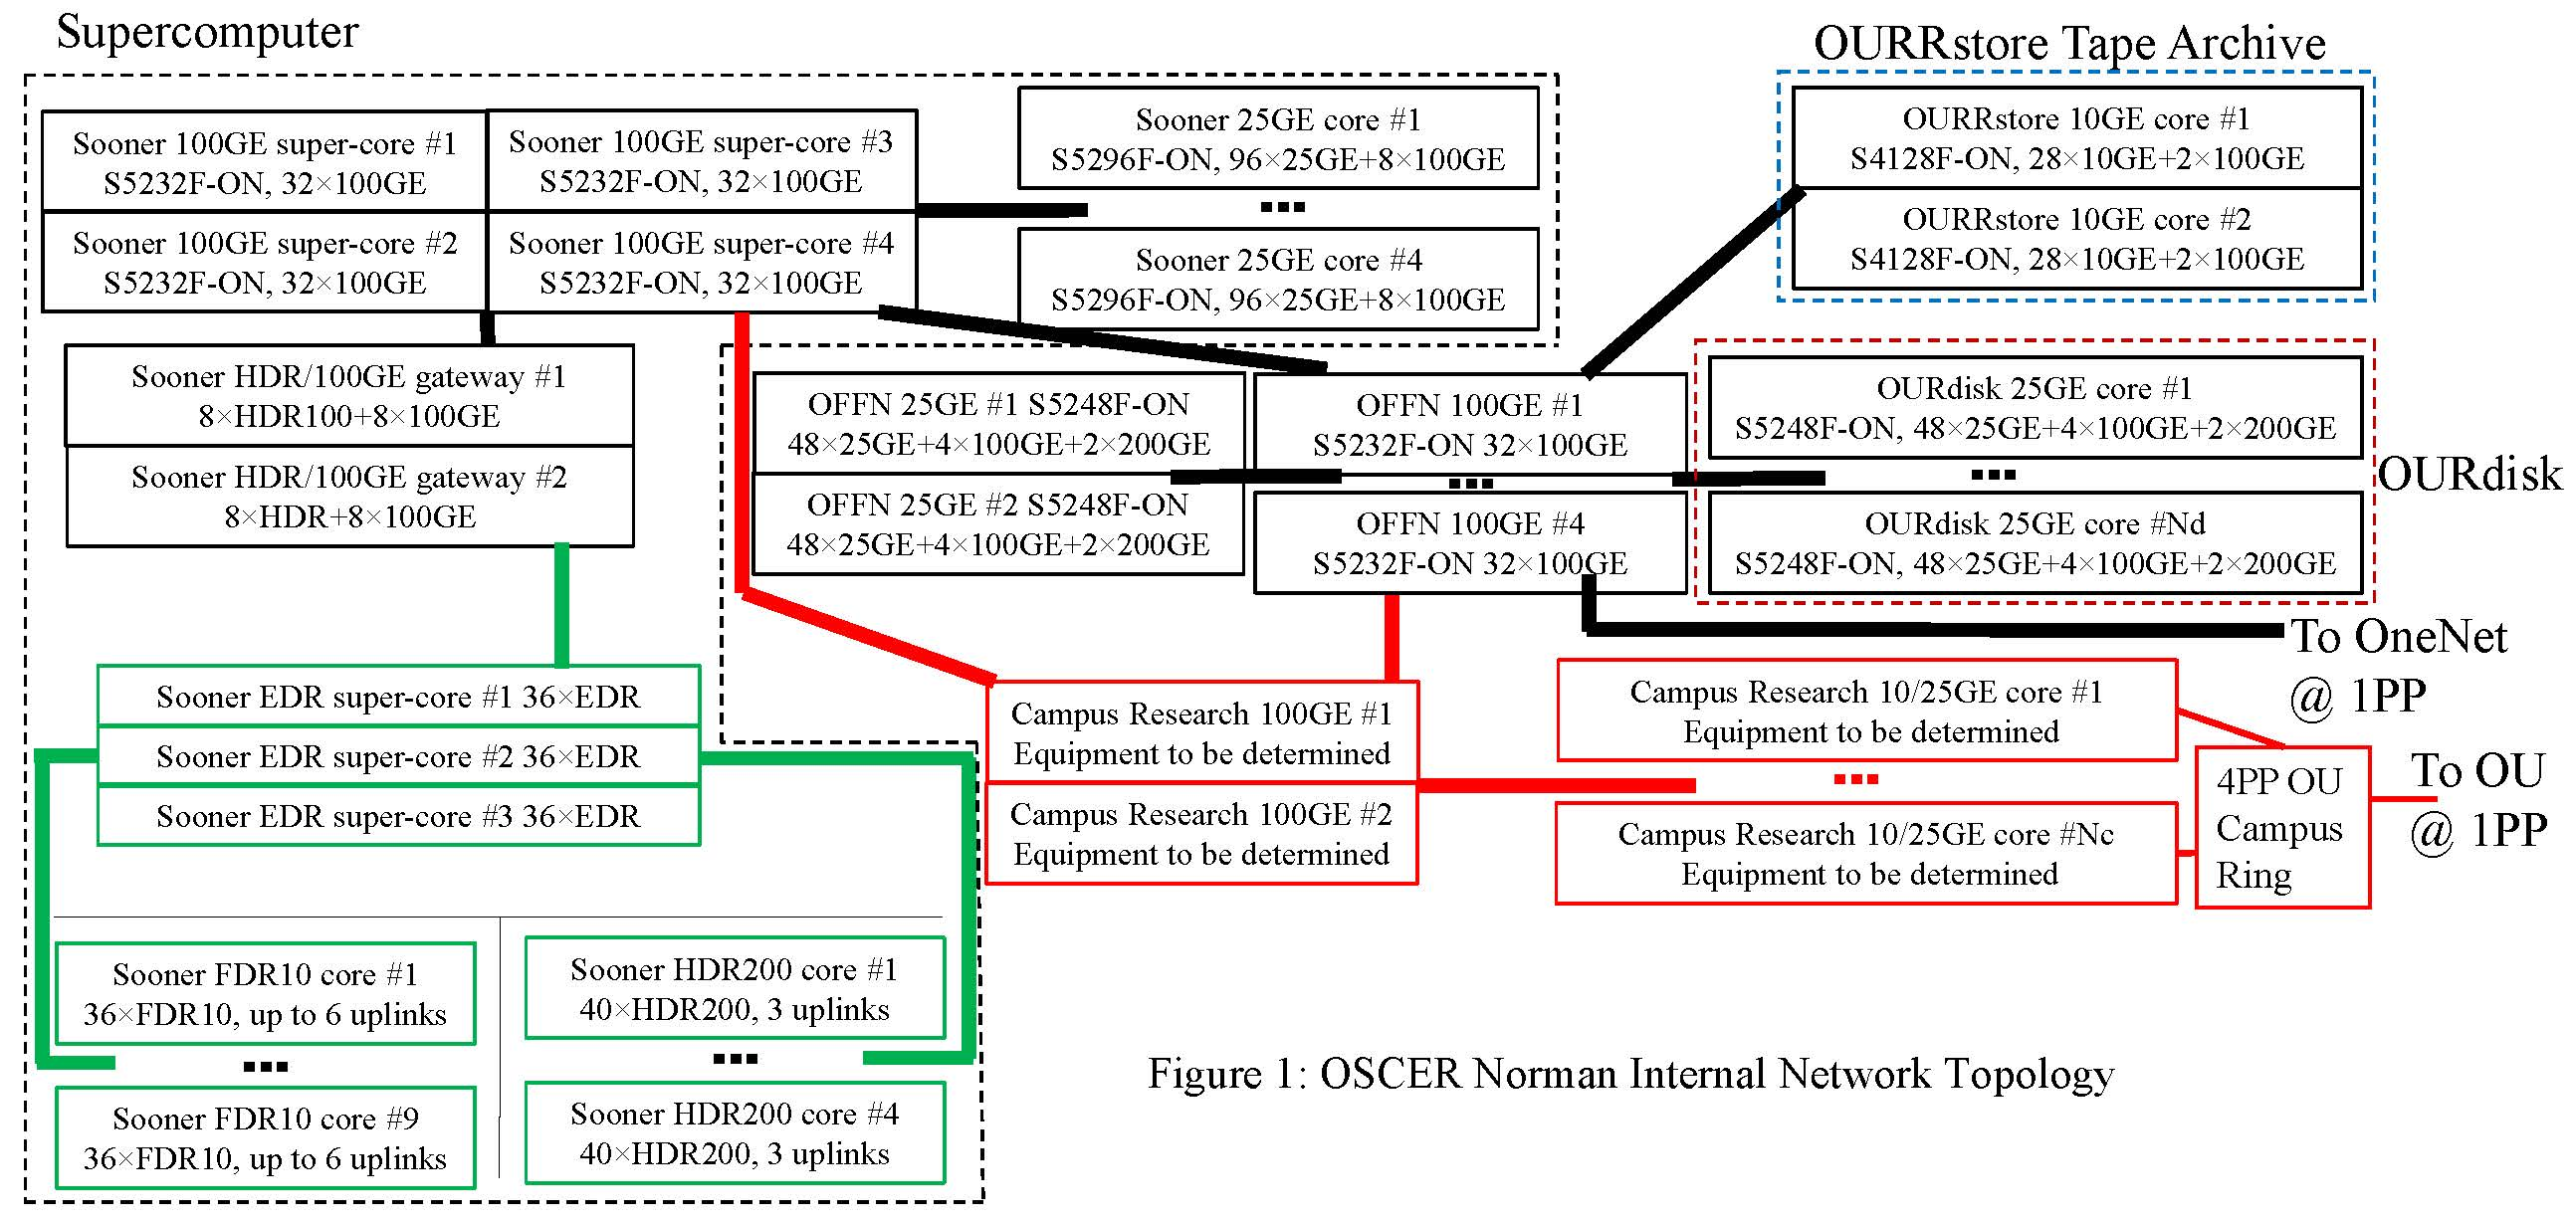 Supercomputer
OURRstore Tape Archive
Sooner 100GE super-core #1
S5232F-ON, 32×100GE
Sooner 100GE super-core #3
S5232F-ON, 32×100GE
Sooner 100GE super-core #2
S5232F-ON, 32×100GE
Sooner 100GE super-core #4
S5232F-ON, 32×100GE
Sooner 25GE core #1
S5296F-ON, 96×25GE+8×100GE
...
Sooner 25GE core #4
S5296F-ON, 96×25GE+8×100GE
OURRstore 10GE core #1
S4128F-ON, 28×10GE+2×100GE
OURRstore 10GE core #2
S4128F-ON, 28×10GE+2×100GE
Sooner HDR/100GE gateway #1
8×HDR100+8×100GE
Sooner HDR/100GE gateway #2
8×HDR+8×100GE
OFFN 25GE #1 S5248F-ON
48×25GE+4×100GE+2×200GE
OFFN 25GE #2 S5248F-ON
48×25GE+4×100GE+2×200GE
OFFN 100GE #1
S5232F-ON 32×100GE
...
OFFN 100GE #4
S5232F-ON 32×100GE
OURdisk 25GE core #1
S5248F-ON, 48×25GE+4×100GE+2×200GE
...
OURdisk 25GE core #Nd
S5248F-ON, 48×25GE+4×100GE+2×200GE
OURdisk
To OneNet
@ 1PP
Sooner EDR super-core #1 36×EDR
Sooner EDR super-core #2 36×EDR
Sooner EDR super-core #3 36×EDR
Campus Research 100GE #1
Equipment to be determined
Campus Research 100GE #2
Equipment to be determined
Campus Research 10/25GE core #1
Equipment to be determined
...
Campus Research 10/25GE core #Nc
Equipment to be determined
4PP OU
Campus
Ring
To OU
@ 1PP
Sooner FDR10 core #1
36×FDR10, up to 6 uplinks
...
Sooner FDR10 core #9
36×FDR10, up to 6 uplinks
Sooner HDR200 core #1
40×HDR200, 3 uplinks
...
Sooner HDR200 core #4
40×HDR200, 3 uplinks
Figure 1: OSCER Norman Internal Network Topology